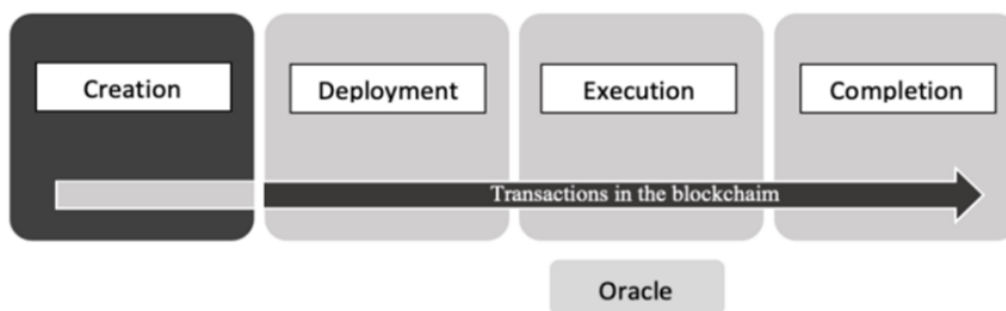 Creation
Deployment
Execution
Completion
Transactions in the blockchaim
Oracle